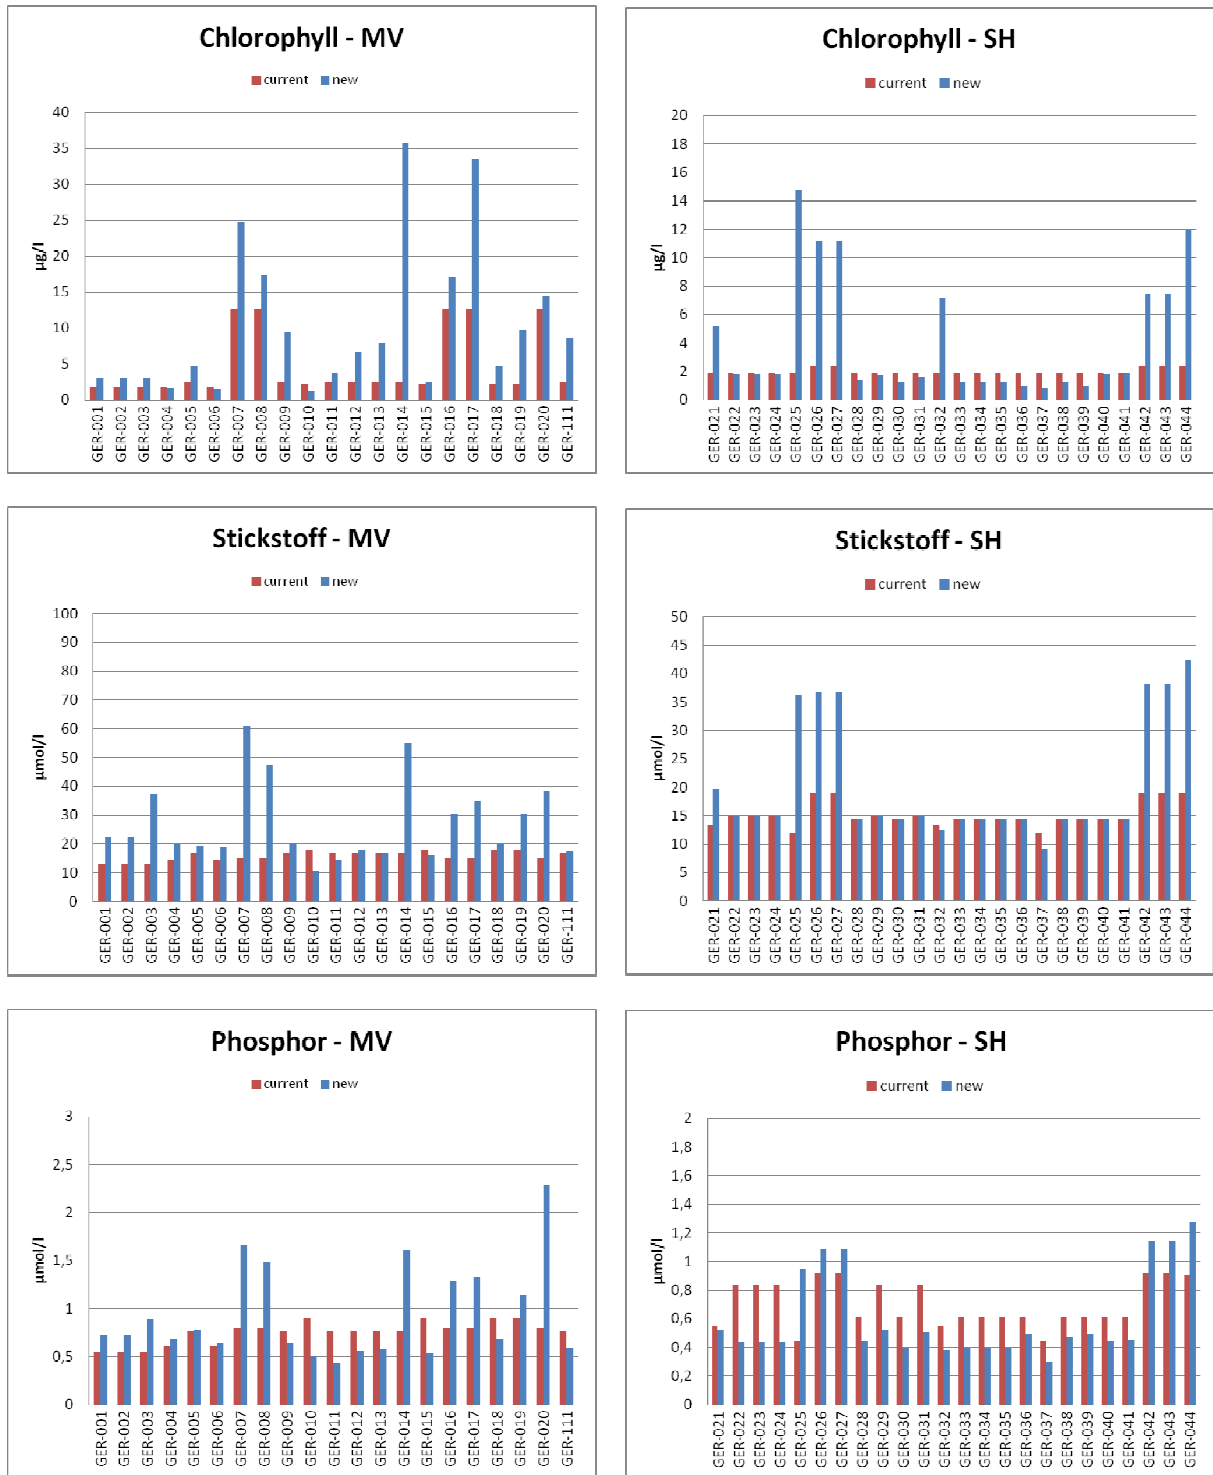 Chlorophyll - MV
current new
40
35
30
25
20
15
10
5
0
µg/l
GER-001
GER-002
GER-003
GER-004
GER-005
GER-006
GER-007
GER-008
GER-009
GER-010
GER-011
GER-012
GER-013
GER-014
GER-015
GER-016
GER-017
GER-018
GER-019
GER-020
GER-111
Chlorophyll - SH
current new
20
18
16
14
12
10
8
6
4
2
0
µg/l
GER-021
GER-022
GER-023
GER-024
GER-025
GER-026
GER-027
GER-028
GER-029
GER-030
GER-031
GER-032
GER-033
GER-034
GER-035
GER-036
GER-037
GER-038
GER-039
GER-040
GER-041
GER-042
GER-043
GER-044
Stickstoff - MV
current new
100
90
80
70
60
50
40
30
20
10
0
µmol/l
GER-001
GER-002
GER-003
GER-004
GER-005
GER-006
GER-007
GER-008
GER-009
GER-010
GER-011
GER-012
GER-013
GER-014
GER-015
GER-016
GER-017
GER-018
GER-019
GER-020
GER-111
Stickstoff - SH
current new
50
45
40
35
30
25
20
15
10
5
0
µmol/l
GER-021
GER-022
GER-023
GER-024
GER-025
GER-026
GER-027
GER-028
GER-029
GER-030
GER-031
GER-032
GER-033
GER-034
GER-035
GER-036
GER-037
GER-038
GER-039
GER-040
GER-041
GER-042
GER-043
GER-044
Phosphor - MV
current new
3
2,5
2
1,5
1
0,5
0
µmol/l
GER-001
GER-002
GER-003
GER-004
GER-005
GER-006
GER-007
GER-008
GER-009
GER-010
GER-011
GER-012
GER-013
GER-014
GER-015
GER-016
GER-017
GER-018
GER-019
GER-020
GER-111
Phosphor - SH
current new
2
1,8
1,6
1,4
1,2
1
0,8
0,6
0,4
0,2
0
µmol/l
GER-021
GER-022
GER-023
GER-024
GER-025
GER-026
GER-027
GER-028
GER-029
GER-030
GER-031
GER-032
GER-033
GER-034
GER-035
GER-036
GER-037
GER-038
GER-039
GER-040
GER-041
GER-042
GER-043
GER-044